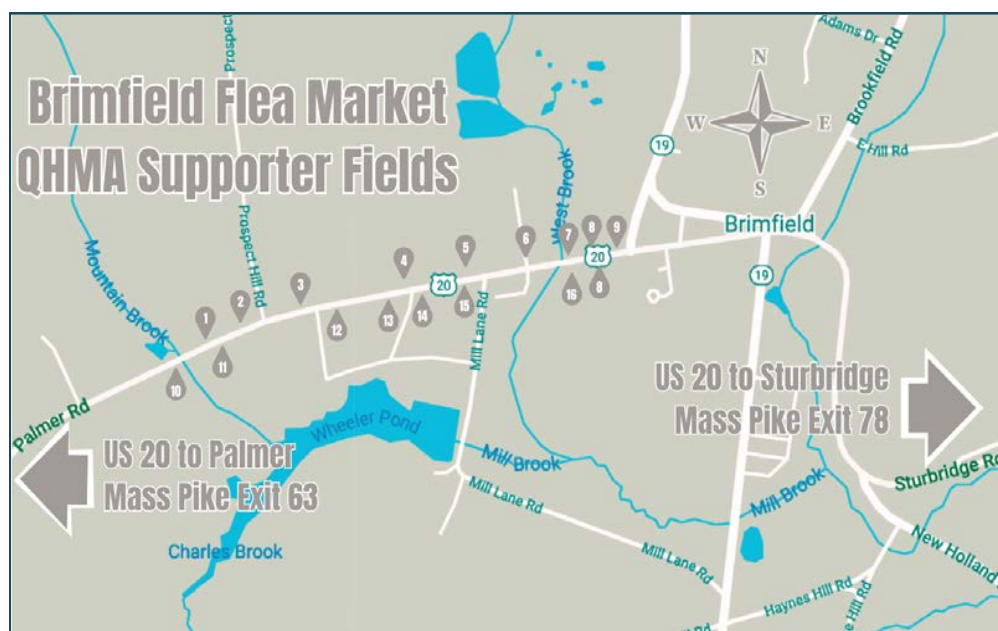 Brimfield Flea Market
QHMA Supporter Fields
Prospect
Prospect Hill Rd
Adams Dr
Brookfield Rd
E Hill Rd
N
W E
S
19
West Brook
Brimfield
Mountain Brook
1
2
3
4
20
5
6
7
8
20
9
10
11
12
13
14
15
16
8
19
Mill Lane Rd
Palmer Rd
US 20 to Palmer
Mass Pike Exit 63
Wheeler Pond
Charles Brook
Mill Brook
Mill Lane Rd
Mill Lane Rd
US 20 to Sturbridge
Mass Pike Exit 78
Mill Brook
Sturbridge Rd
New Holland
Haynes Hill Rd
e Hill Rd